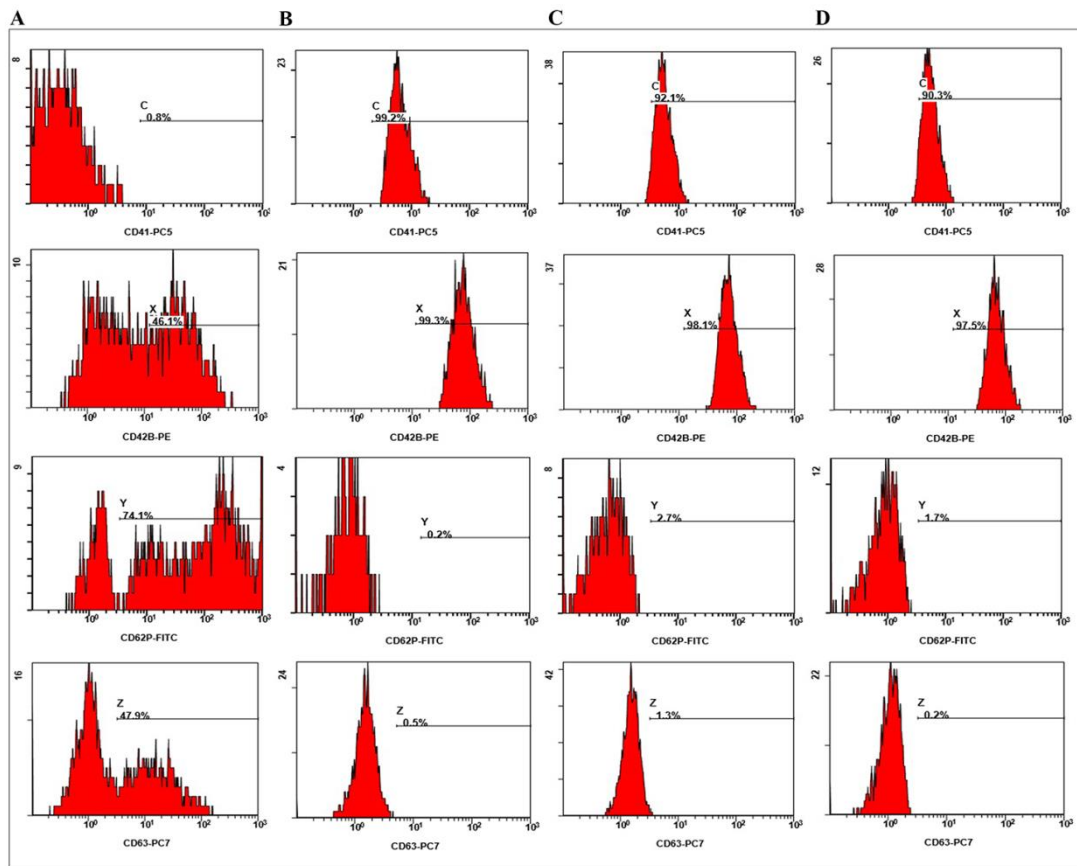 A B C D
8
C
0.8%
10⁰ 10¹ 10² 10³
CD41-PC5
23
C
99.2%
10⁰ 10¹ 10² 10³
CD41-PC5
38
C
92.1%
10⁰ 10¹ 10² 10³
CD41-PC5
26
C
90.3%
10⁰ 10¹ 10² 10³
CD41-PC5
10
X
46.1%
10⁰ 10¹ 10² 10³
CD42B-PE
21
X
99.3%
10⁰ 10¹ 10² 10³
CD42B-PE
37
X
98.1%
10⁰ 10¹ 10² 10³
CD42B-PE
28
X
97.5%
10⁰ 10¹ 10² 10³
CD42B-PE
9
Y
74.1%
10⁰ 10¹ 10² 10³
CD62P-FITC
4
Y
0.2%
10⁰ 10¹ 10² 10³
CD62P-FITC
8
Y
2.7%
10⁰ 10¹ 10² 10³
CD62P-FITC
12
Y
1.7%
10⁰ 10¹ 10² 10³
CD62P-FITC
16
Z
47.9%
10⁰ 10¹ 10² 10³
CD63-PC7
24
Z
0.5%
10⁰ 10¹ 10² 10³
CD63-PC7
42
Z
1.3%
10⁰ 10¹ 10² 10³
CD63-PC7
22
Z
0.2%
10⁰ 10¹ 10² 10³
CD63-PC7